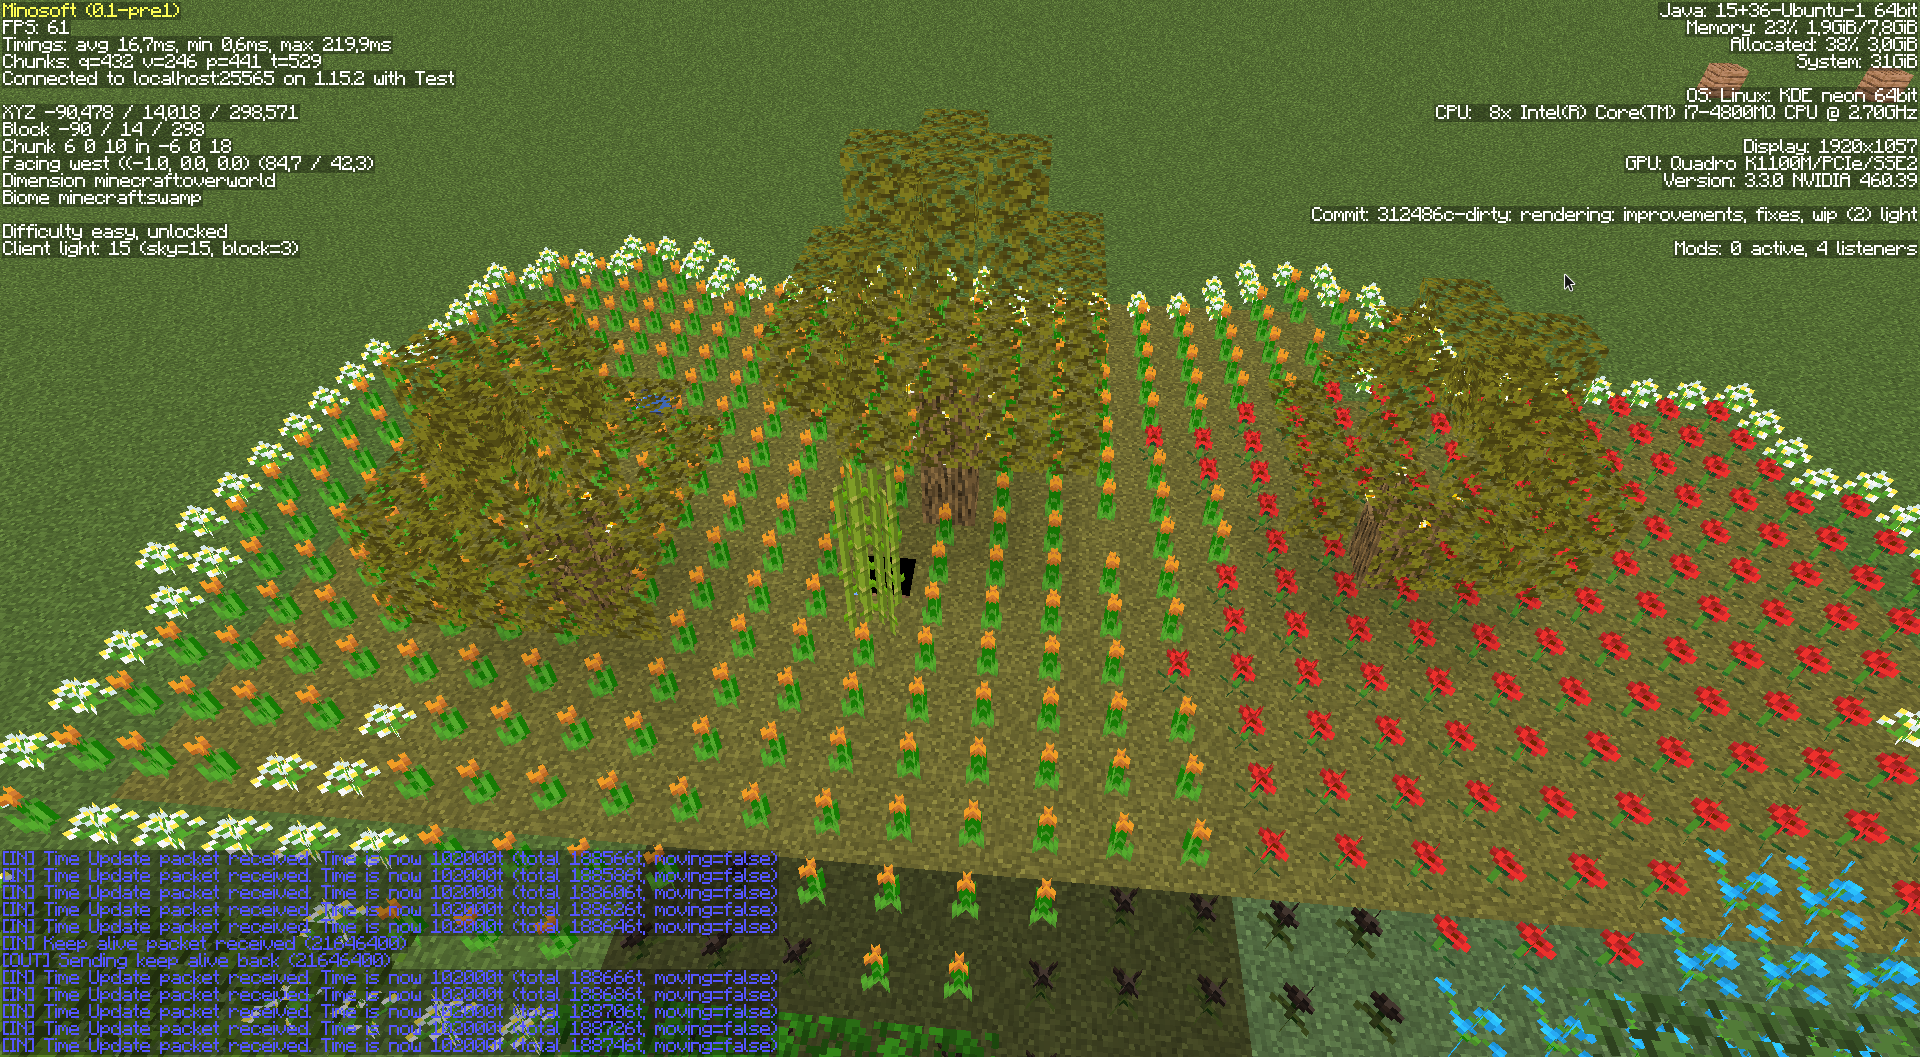 Minosoft (0.1-pre1)
FPS: 61
Timings: avg 16,7ms, min 0,6ms, max 219,9ms
Chunks: q=432 v=246 p=441 t=529
Connected to localhost:25565 on 1.15.2 with Test
XYZ -90,478 / 14,018 / 298,571
Block -90 / 14 / 298
Chunk 6 0 10 in -6 0 18
Facing west ((-1.0, 0.0, 0.0) (84,7 / 42,3)
Dimension minecraft:overworld
Biome minecraft:swamp
Difficulty easy, unlocked
Client light: 15 (sky=15, block=3)
Java: 15+36-Ubuntu-1 64bit
Memory: 23% 1,9GiB/7,8GiB
Allocated: 38% 3,0GiB
System: 31GiB
OS: Linux: KDE neon 64bit
CPU: 8x Intel(R) Core(TM) i7-4800MQ CPU @ 2.70GHz
Display: 1920x1057
GPU: Quadro K1100M/PCIe/SSE2
Version: 3.3.0 NVIDIA 460.39
Commit: 312486c-dirty: rendering: improvements, fixes, wip (2) light
Mods: 0 active, 4 listeners
[IN] Time Update packet received. Time is now 102000t (total 188566t, moving=false)
[IN] Time Update packet received. Time is now 102000t (total 188586t, moving=false)
[IN] Time Update packet received. Time is now 102000t (total 188606t, moving=false)
[IN] Time Update packet received. Time is now 102000t (total 188626t, moving=false)
[IN] Time Update packet received. Time is now 102000t (total 188646t, moving=false)
[IN] Keep alive packet received (21646400)
[OUT] Sending keep alive back (21646400)
[IN] Time Update packet received. Time is now 102000t (total 188666t, moving=false)
[IN] Time Update packet received. Time is now 102000t (total 188686t, moving=false)
[IN] Time Update packet received. Time is now 102000t (total 188706t, moving=false)
[IN] Time Update packet received. Time is now 102000t (total 188726t, moving=false)
[IN] Time Update packet received. Time is now 102000t (total 188746t, moving=false)